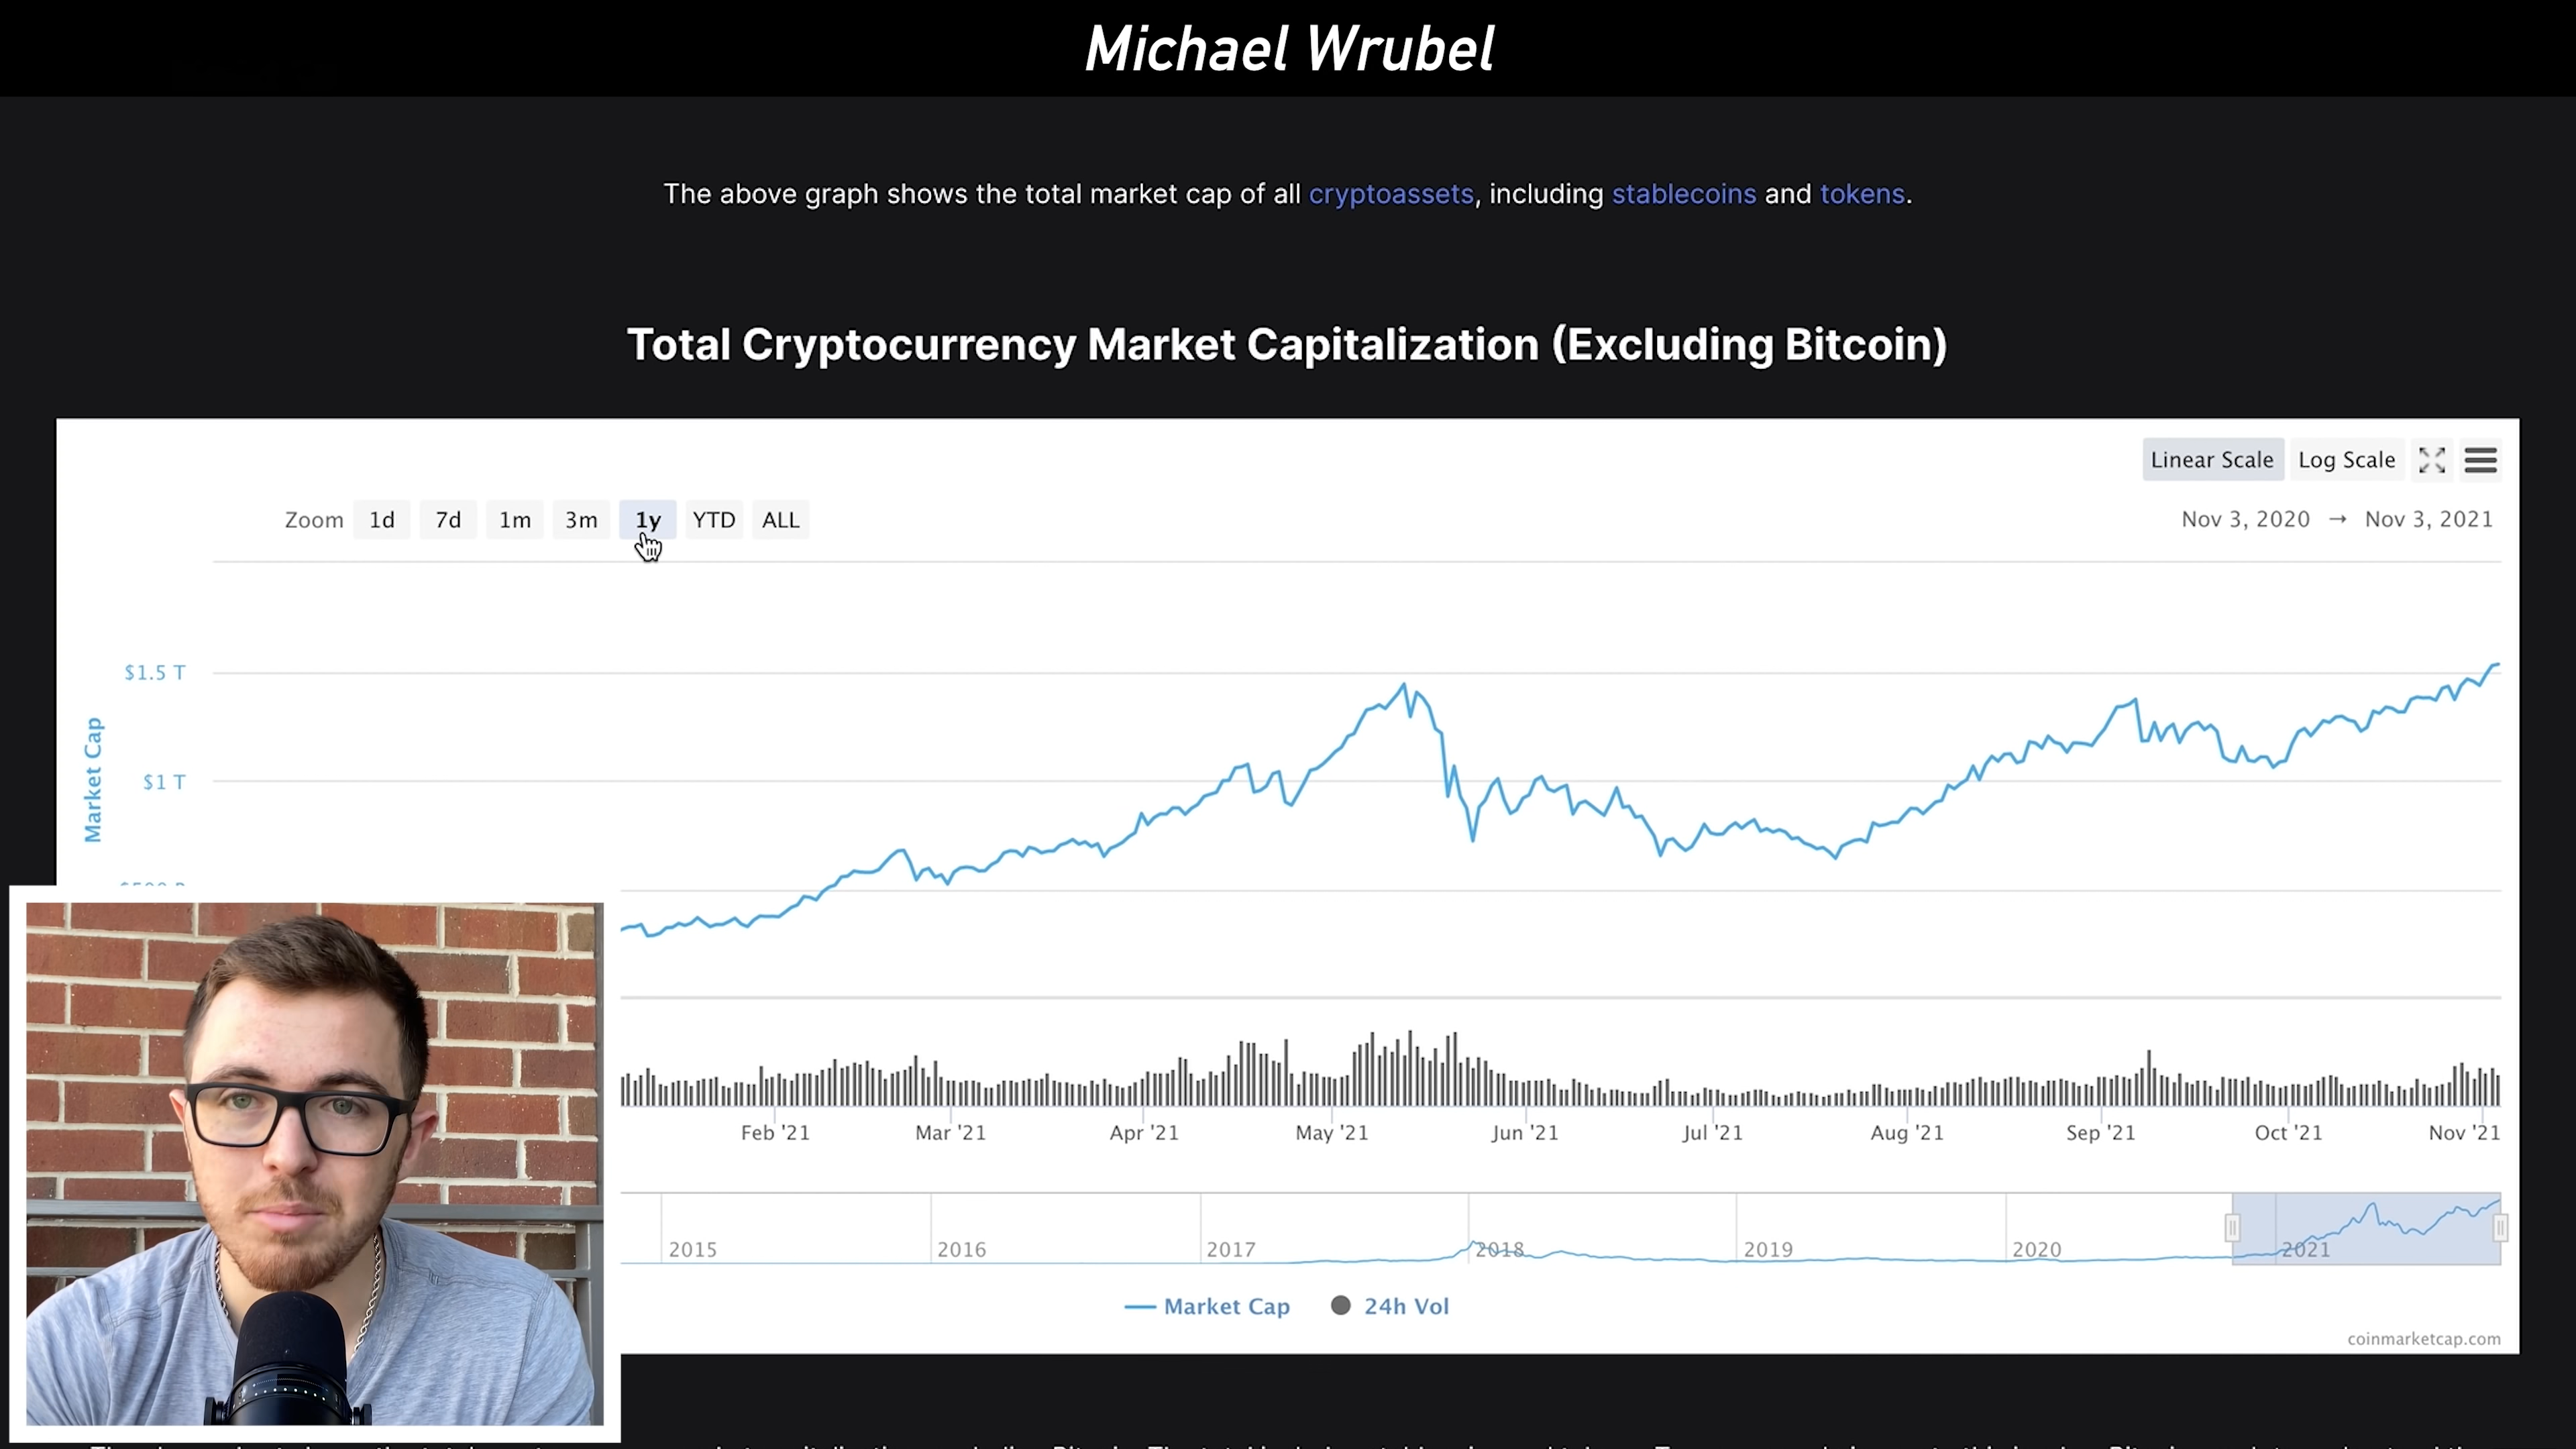 Michael Wrubel
The above graph shows the total market cap of all cryptoassets, including stablecoins and tokens.
Total Cryptocurrency Market Capitalization (Excluding Bitcoin)
Linear Scale Log Scale
Zoom 1d 7d 1m 3m 1y YTD ALL
Nov 3, 2020 → Nov 3, 2021
$1.5 T
$1 T
Market Cap
Feb '21 Mar '21 Apr '21 May '21 Jun '21 Jul '21 Aug '21 Sep '21 Oct '21 Nov '21
2015 2016 2017 2018 2019 2020 2021
Market Cap 24h Vol
coinmarketcap.com